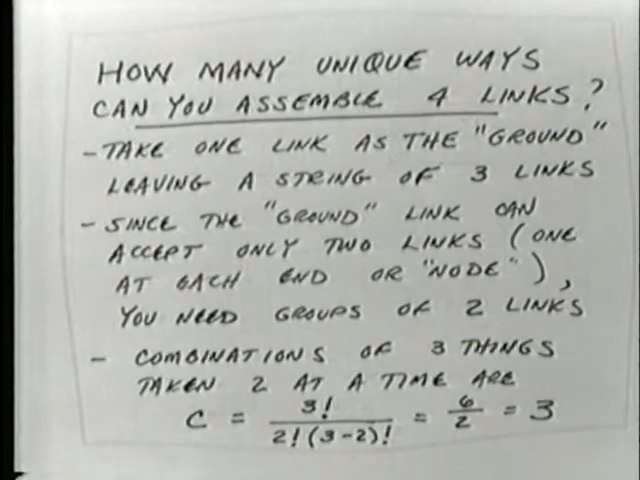 HOW MANY UNIQUE WAYS
CAN YOU ASSEMBLE 4 LINKS?
- TAKE ONE LINK AS THE "GROUND"
LEAVING A STRING OF 3 LINKS
- SINCE THE "GROUND" LINK CAN
ACCEPT ONLY TWO LINKS (ONE
AT EACH END OR "NODE"),
YOU NEED GROUPS OF 2 LINKS
- COMBINATIONS OF 3 THINGS
TAKEN 2 AT A TIME ARE
C = 3! / 2!(3-2)! = 6/2 = 3